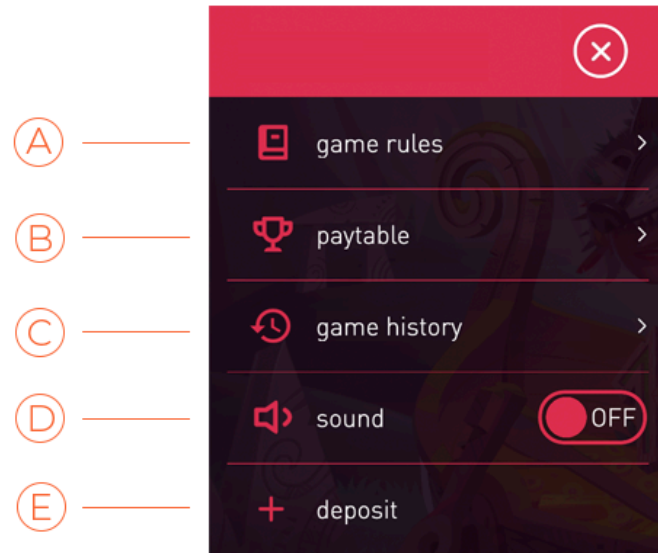 A game rules
B paytable
C game history
D sound OFF
E deposit